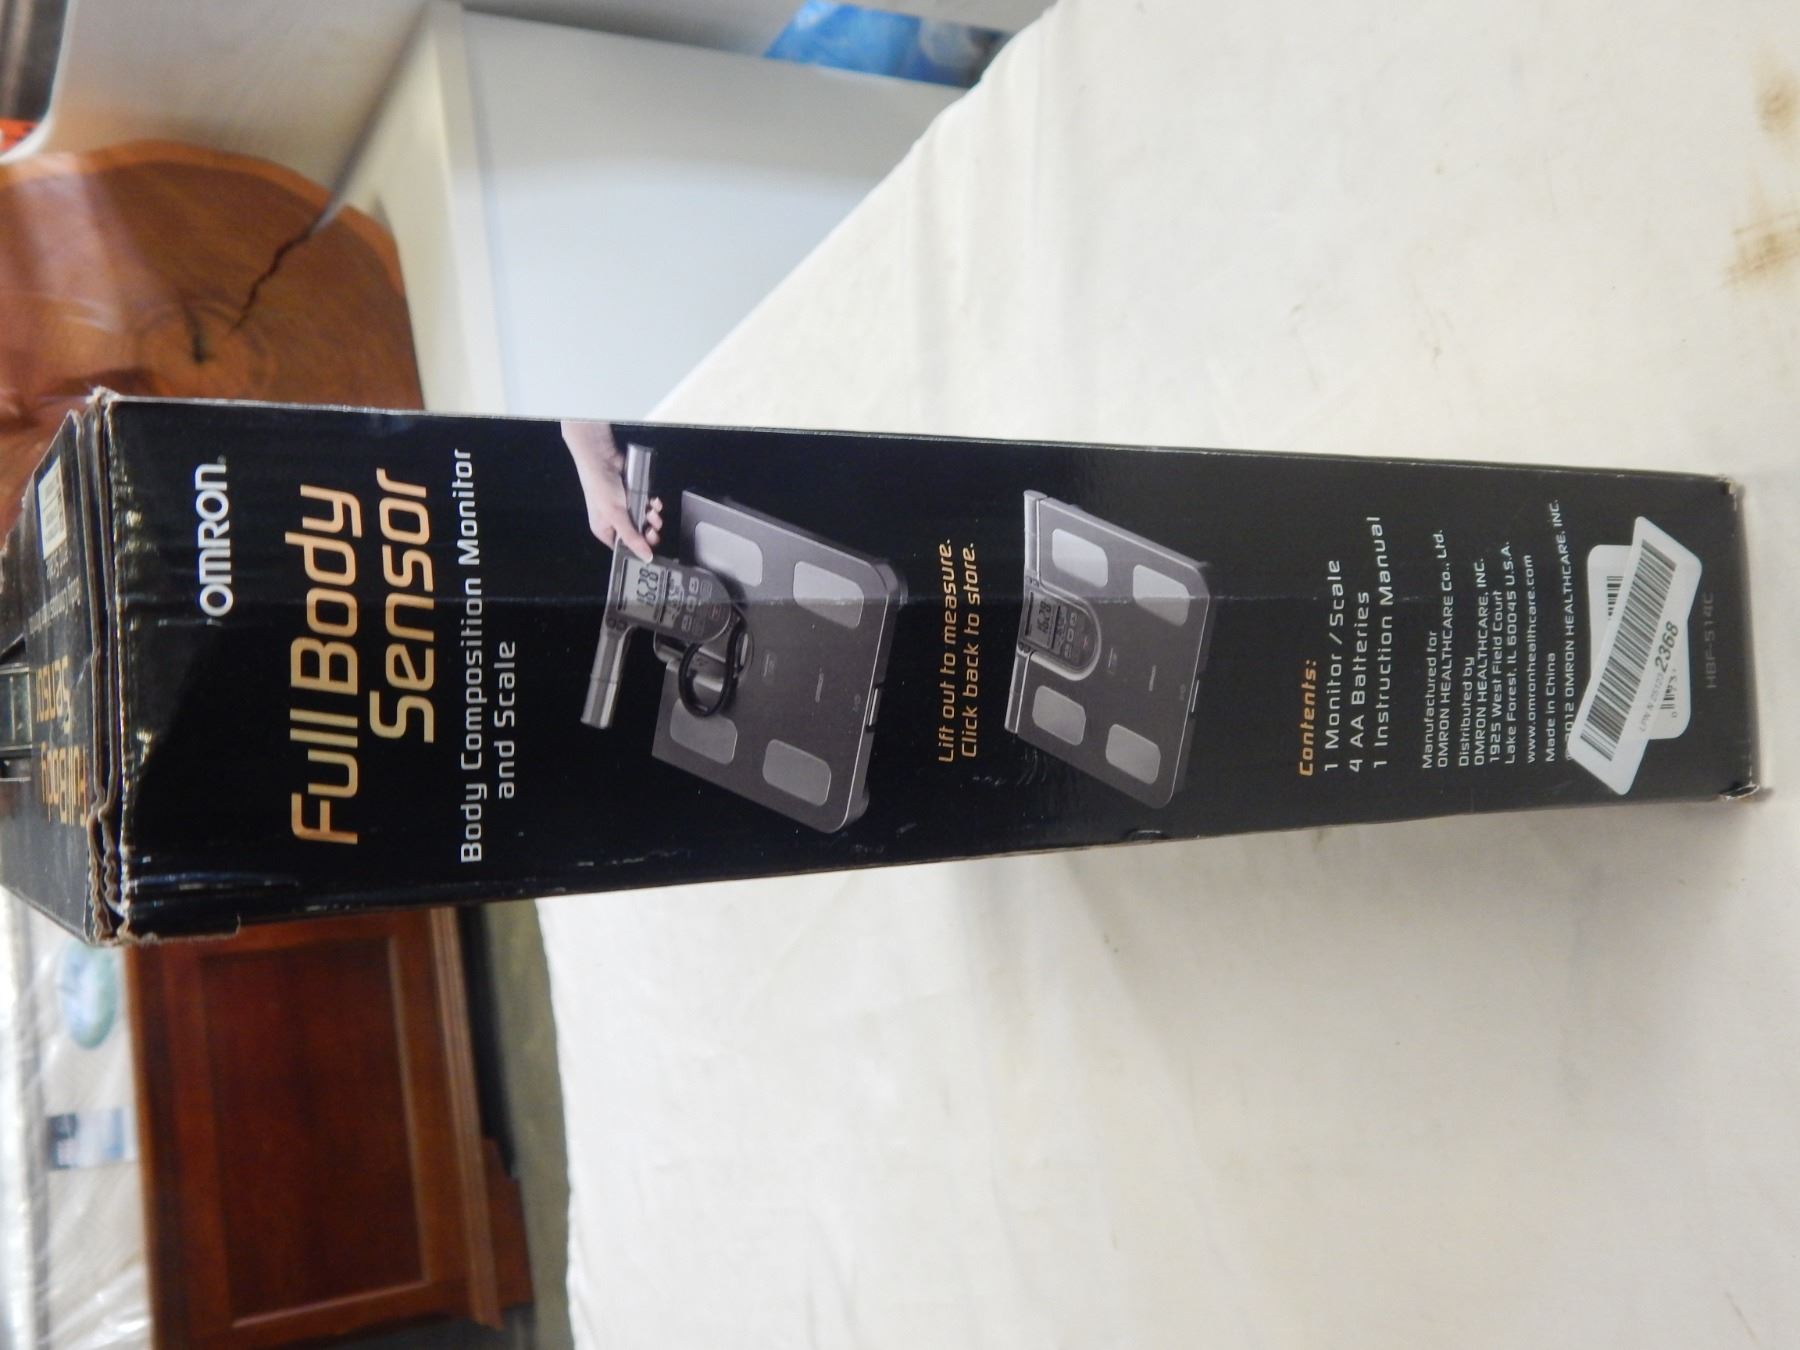 OMRON
Full Body
Sensor
Body Composition Monitor
and Scale
Lift out to measure.
Click back to store.
Contents:
1 Monitor / Scale
4 AA Batteries
1 Instruction Manual
Manufactured for
OMRON HEALTHCARE Co., Ltd.
Distributed by
OMRON HEALTHCARE, INC.
1925 West Field Court
Lake Forest, IL 60045 U.S.A.
www.omronhealthcare.com
Made in China
2012 OMRON HEALTHCARE, INC.
2368
HBF-514C
Full Body